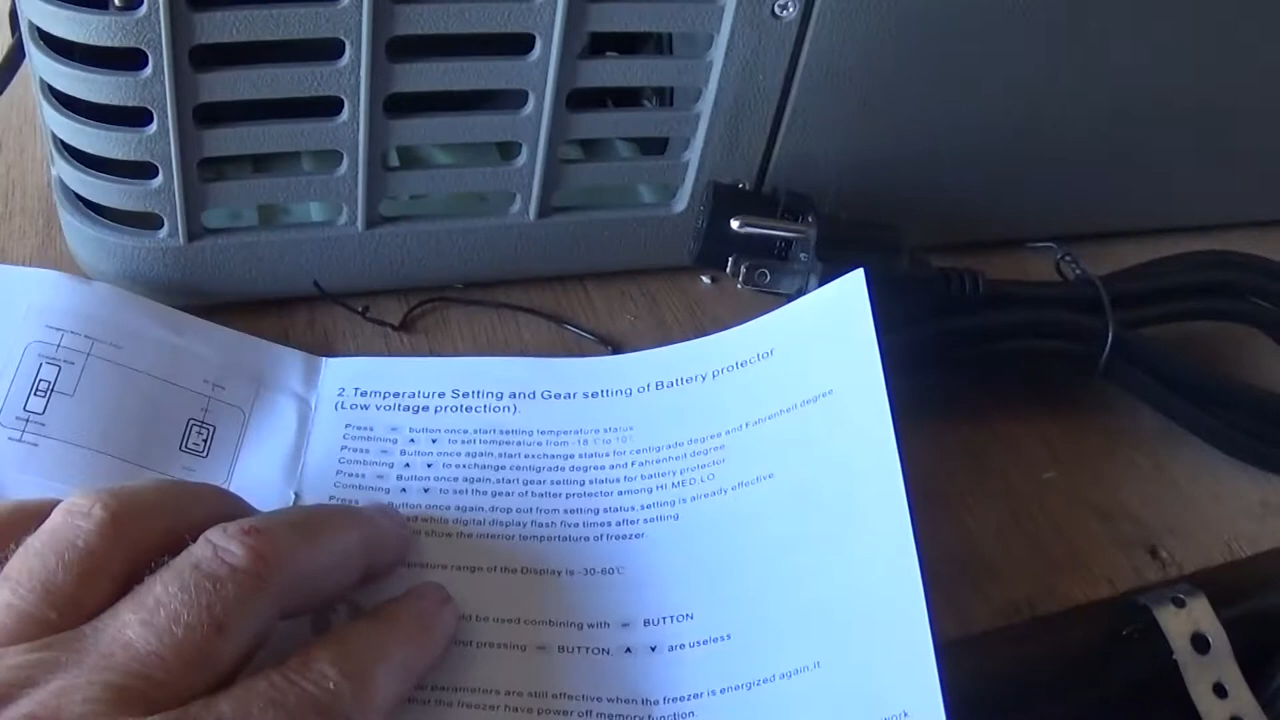 2.Temperature Setting and Gear setting of Battery protector
(Low voltage protection).
Press button once,start setting temperature status
Combining ∧ ∨ to set temperature from -18℃ to 10°
Press Button once again,start exchange status for centigrade degree and Fahrenheit degree
Combining ∧ ∨ to exchange centigrade degree and Fahrenheit degree
Press Button once again,start gear setting status for battery protector
Combining ∧ ∨ to set the gear of batter protector among HI.MED.LO
Press Button once again,drop out from setting status,setting is already effective
while digital display flash five times after setting
show the interior tempertature of freezer.
range of the Display is -30-60℃
be used combining with BUTTON
pressing BUTTON, ∧ ∨ are useless
parameters are still effective when the freezer is energized again,it
that the freezer have power off memory function.
work